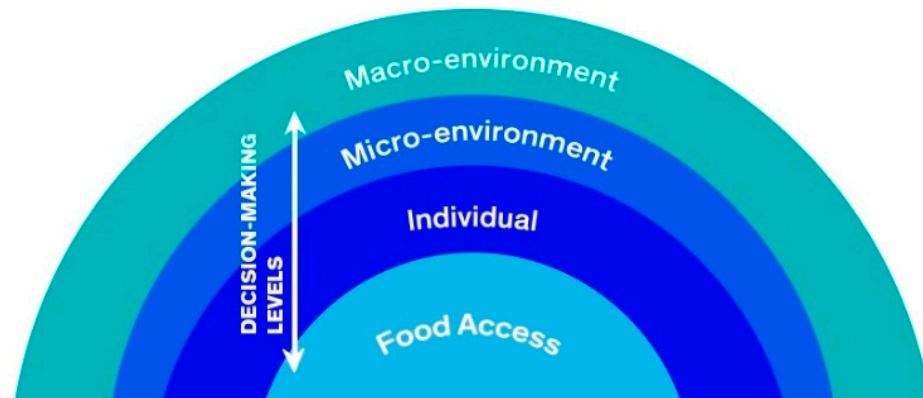 Macro-environment
Micro-environment
Individual
Food Access
DECISION-MAKING
LEVELS